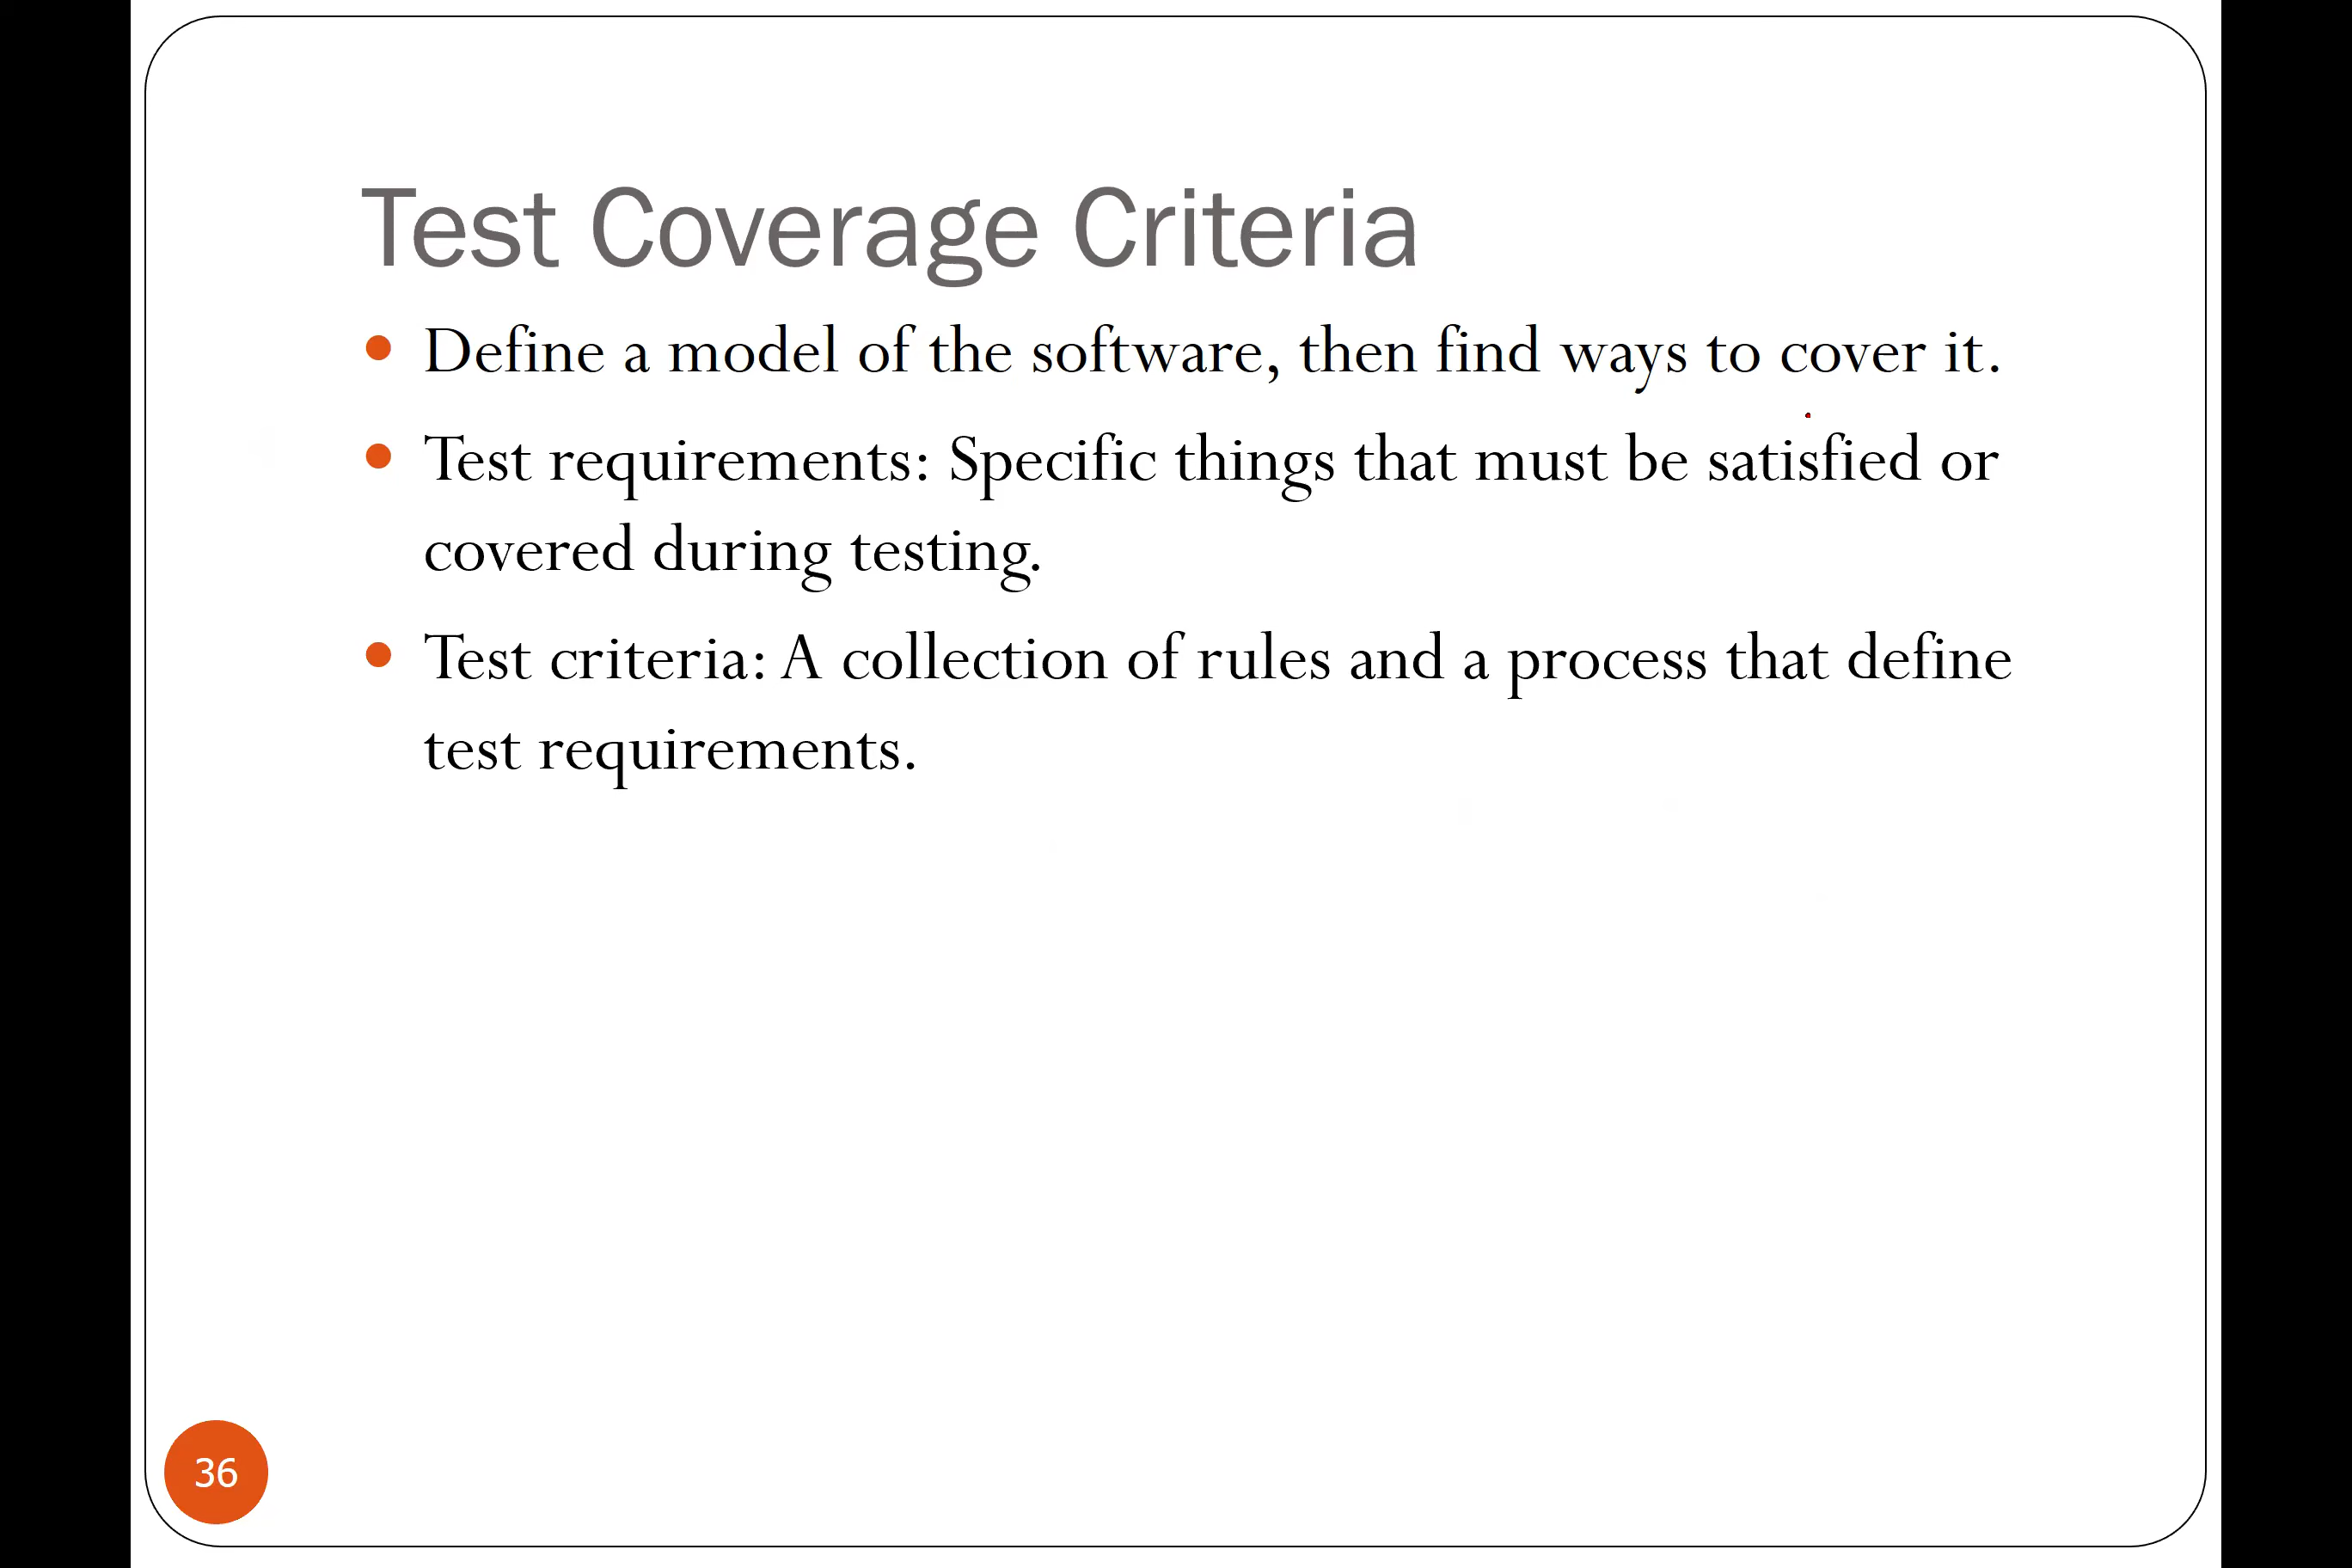 Test Coverage Criteria
Define a model of the software, then find ways to cover it.
Test requirements: Specific things that must be satisfied or
covered during testing.
Test criteria: A collection of rules and a process that define
test requirements.
36